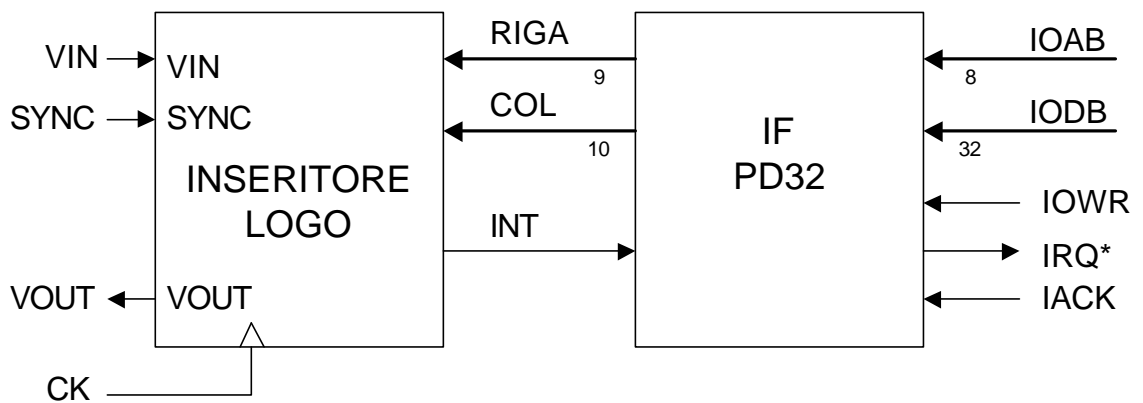 RIGA
IOAB
VIN
VIN
9
8
SYNC
SYNC
COL
IODB
10
32
INSERITORE
LOGO
IF
PD32
IOWR
INT
IRQ*
VOUT
VOUT
IACK
CK